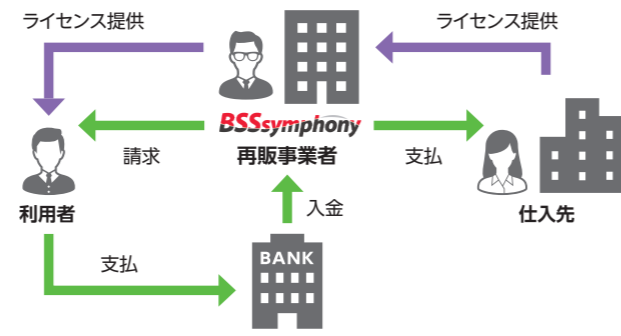 ライセンス提供
ライセンス提供
BSSsymphony
請求
再販事業者
支払
利用者
仕入先
入金
支払
BANK